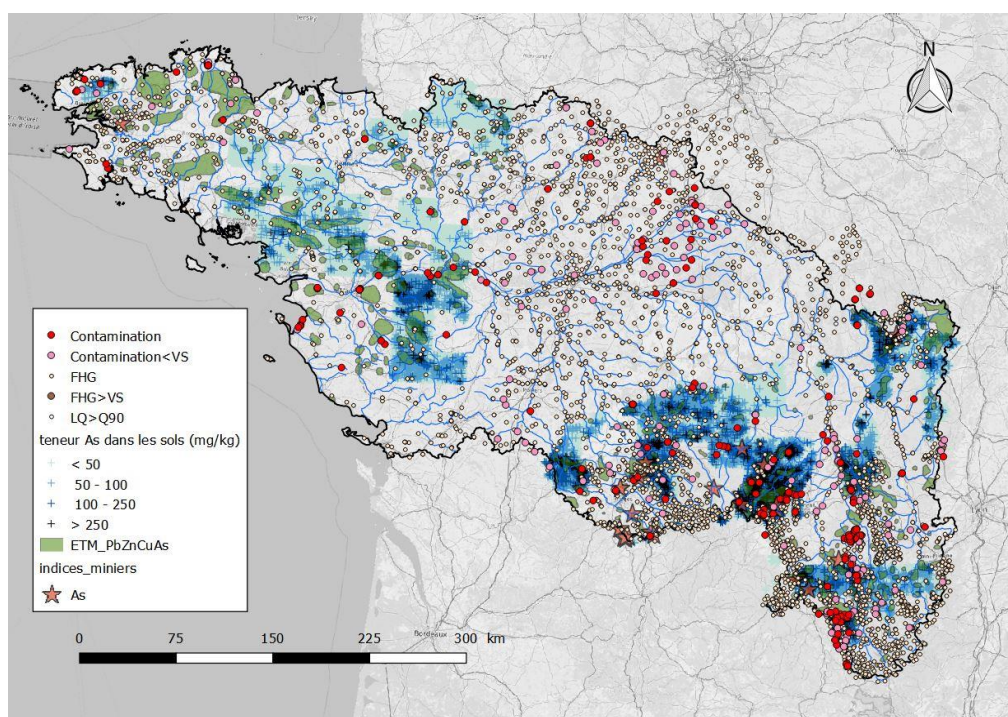 N
Contamination
Contamination<VS
FHG
FHG>VS
LQ>Q90
teneur As dans les sols (mg/kg)
< 50
50 - 100
100 - 250
> 250
ETM_PbZnCuAs
indices_miniers
As
0 75 150 225 300 km
Bordeaux